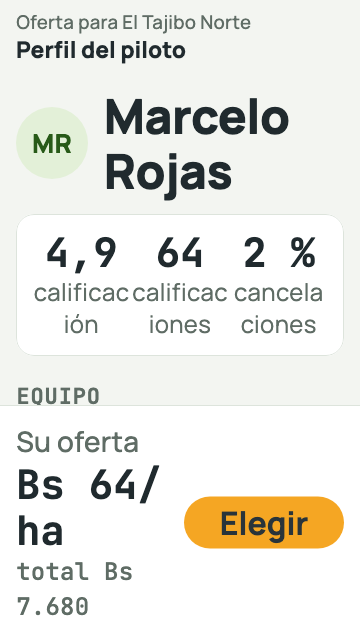 Oferta para El Tajibo Norte
Perfil del piloto
MR
Marcelo
Rojas
4,9 64 2 %
calificac calificac cancela
ión iones ciones
EQUIPO
Su oferta
Bs 64/
ha
Elegir
total Bs
7.680